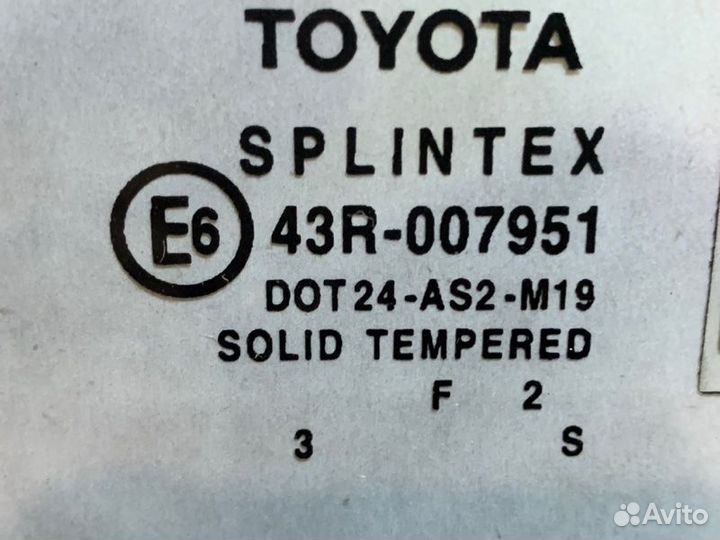 TOYOTA
SPLINTEX
E6 43R-007951
DOT24-AS2-M19
SOLID TEMPERED
F 2
3 S
Avito